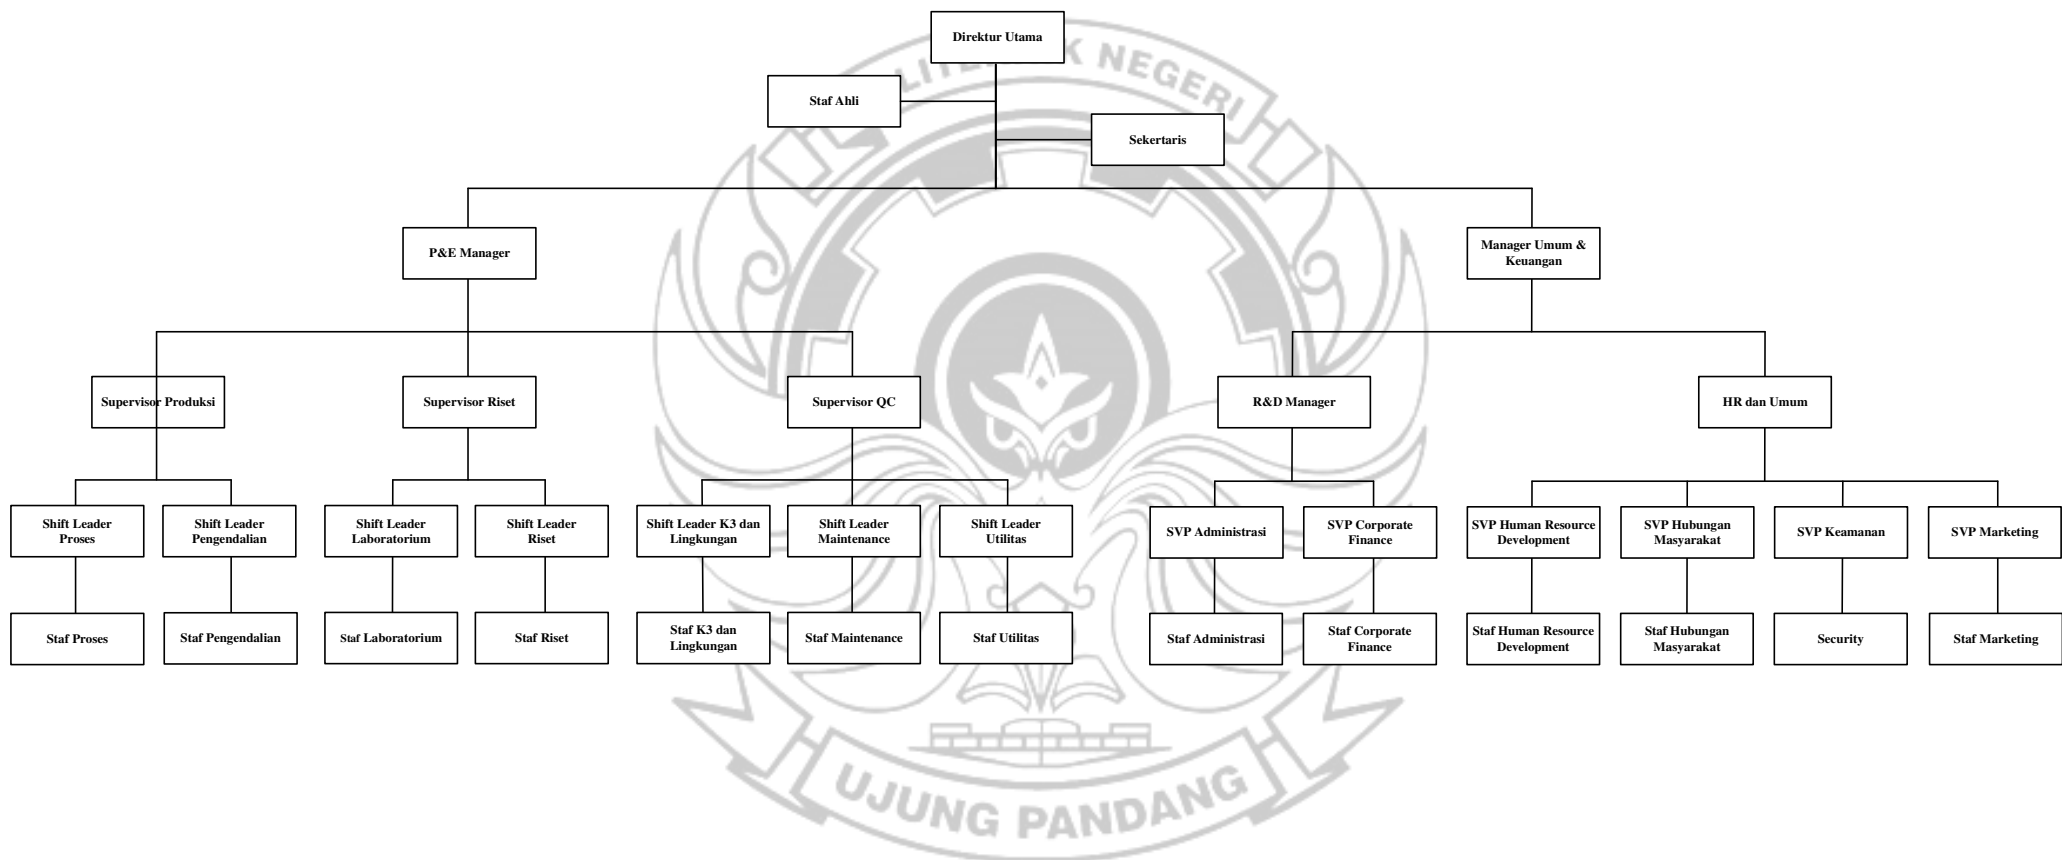 Direktur Utama
POLITEKNIK NEGERI
Staf Ahli
Sekertaris
P&E Manager
Manager Umum &
Keuangan
Supervisor Produksi
Supervisor Riset
Supervisor QC
R&D Manager
HR dan Umum
Shift Leader
Proses
Shift Leader
Pengendalian
Shift Leader
Laboratorium
Shift Leader
Riset
Shift Leader K3 dan
Lingkungan
Shift Leader
Maintenance
Shift Leader
Utilitas
SVP Administrasi
SVP Corporate
Finance
SVP Human Resource
Development
SVP Hubungan
Masyarakat
SVP Keamanan
SVP Marketing
Staf Proses
Staf Pengendalian
Staf Laboratorium
Staf Riset
Staf K3 dan
Lingkungan
Staf Maintenance
Staf Utilitas
Staf Administrasi
Staf Corporate
Finance
Staf Human Resource
Development
Staf Hubungan
Masyarakat
Security
Staf Marketing
UJUNG PANDANG